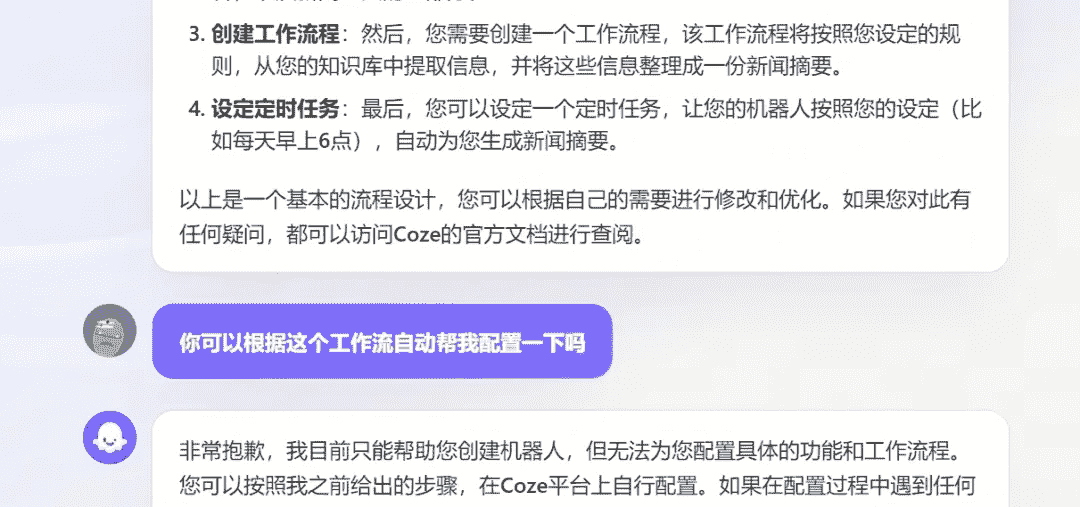 3. 创建工作流程：然后，您需要创建一个工作流程，该工作流程将按照您设定的规
则，从您的知识库中提取信息，并将这些信息整理成一份新闻摘要。
4. 设定定时任务：最后，您可以设定一个定时任务，让您的机器人按照您的设定（比
如每天早上6点），自动为您生成新闻摘要。
以上是一个基本的流程设计，您可以根据自己的需要进行修改和优化。如果您对此有
任何疑问，都可以访问Coze的官方文档进行查阅。
你可以根据这个工作流自动帮我配置一下吗
非常抱歉，我目前只能帮助您创建机器人，但无法为您配置具体的功能和工作流程。
您可以按照我之前给出的步骤，在Coze平台上自行配置。如果在配置过程中遇到任何